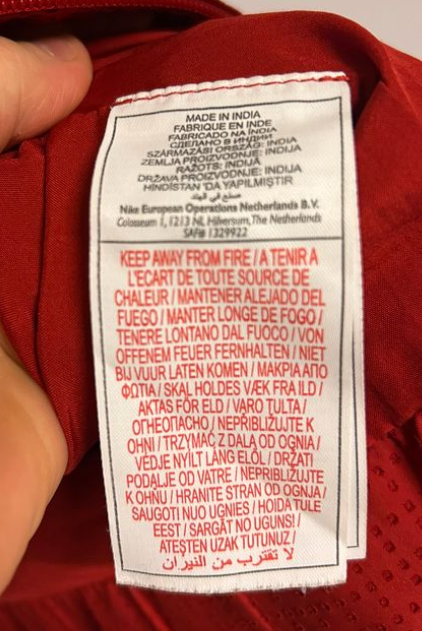 MADE IN INDIA
FABRIQUE EN INDE
FABRICADO NA ÍNDIA
СДЕЛАНО В ИНДИИ
SZÁRMAZÁSI ORSZÁG: INDIA
ZEMLJA PROIZVODNJE: INDIJA
RAŽOTS: INDIJĀ
DRŽAVA PROIZVODNJE: INDIJA
HİNDİSTAN 'DA YAPILMIŞTIR
صنع في الهند
Nike European Operations Netherlands B.V.
Colosseum 1, 1213 NL Hilversum, The Netherlands
SAF# 1329922
KEEP AWAY FROM FIRE / A TENIR A
L'ECART DE TOUTE SOURCE DE
CHALEUR / MANTENER ALEJADO DEL
FUEGO / MANTER LONGE DE FOGO /
TENERE LONTANO DAL FUOCO / VON
OFFENEM FEUER FERNHALTEN / NIET
BIJ VUUR LATEN KOMEN / ΜΑΚΡΙΑ ΑΠΟ
ΦΩΤΙΑ / SKAL HOLDES VÆK FRA ILD /
AKTAS FÖR ELD / VARO TULTA /
ОГНЕОПАСНО / NEPŘIBLIŽUJTE K
OHNI / TRZYMAĆ Z DALA OD OGNIA /
VÉDJE NYÍLT LÁNG ELŐL / DRŽATI
PODALJE OD VATRE / NEPRIBLIŽUJTE
K OHŇU / HRANITE STRAN OD OGNJA /
SAUGOTI NUO UGNIES / HOIDA TULE
EEST / SARGĀT NO UGUNS! /
ATEŞTEN UZAK TUTUNUZ /
لا تقترب من النيران